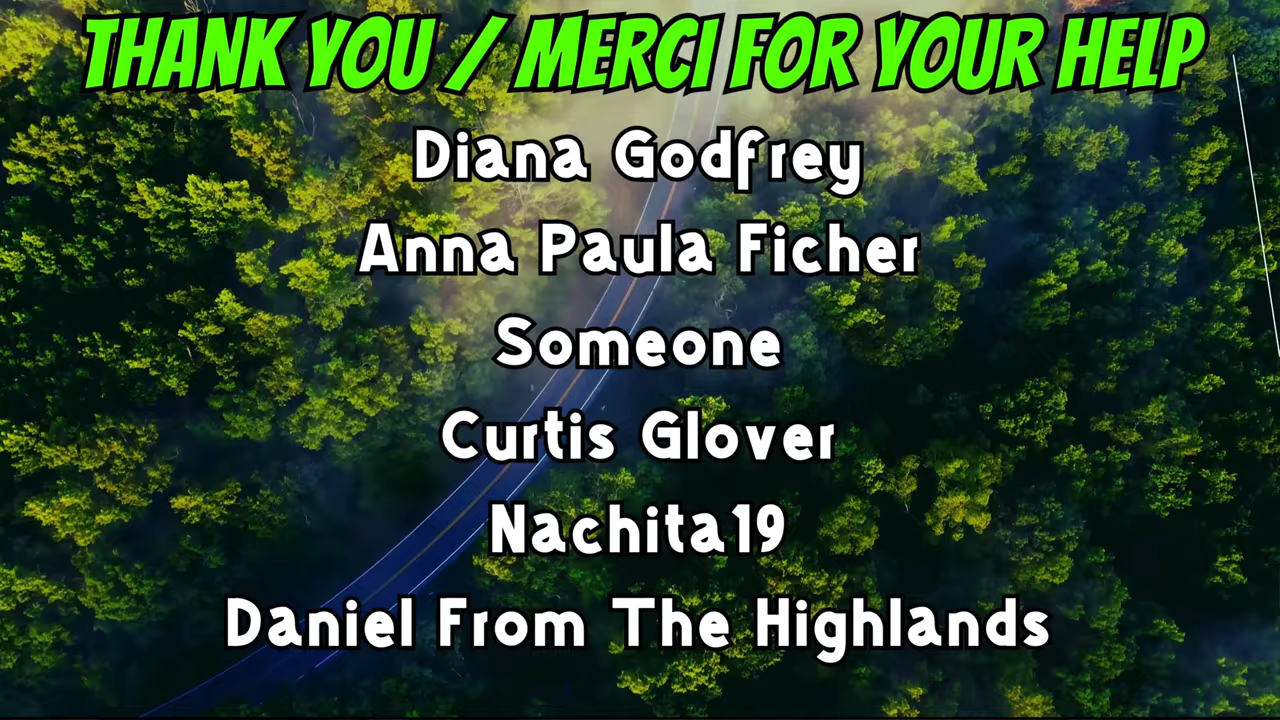 THANK YOU / MERCI FOR YOUR HELP
Diana Godfrey
Anna Paula Ficher
Someone
Curtis Glover
Nachita19
Daniel From The Highlands